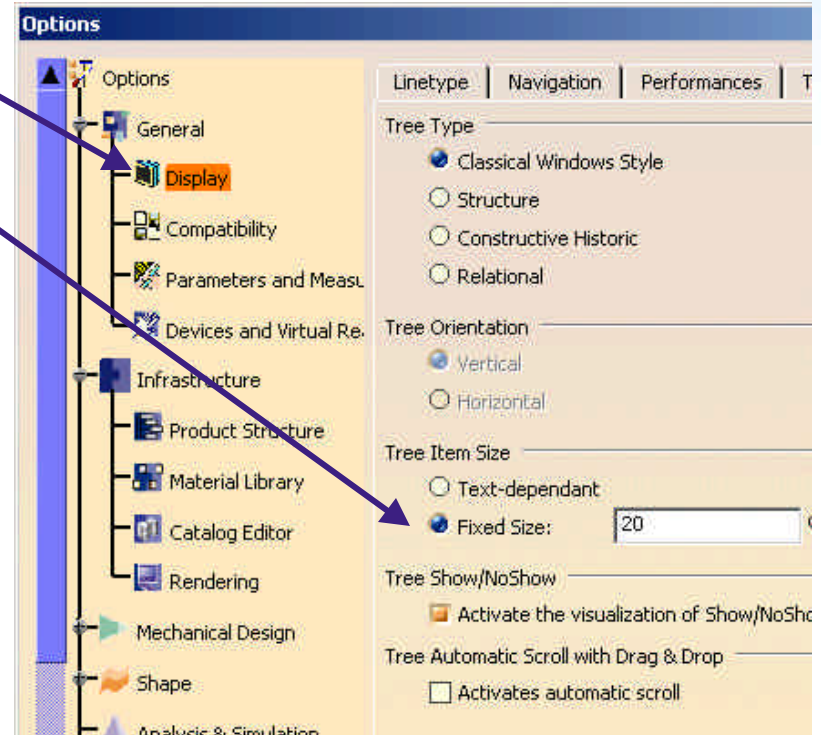 Options
Options
General
Display
Compatibility
Parameters and Measu
Devices and Virtual Re
Infrastructure
Product Structure
Material Library
Catalog Editor
Rendering
Mechanical Design
Shape
Analysis & Simulation
Linetype Navigation Performances T
Tree Type
Classical Windows Style
Structure
Constructive Historic
Relational
Tree Orientation
Vertical
Horizontal
Tree Item Size
Text-dependant
Fixed Size: 20
Tree Show/NoShow
Activate the visualization of Show/NoSho
Tree Automatic Scroll with Drag & Drop
Activates automatic scroll